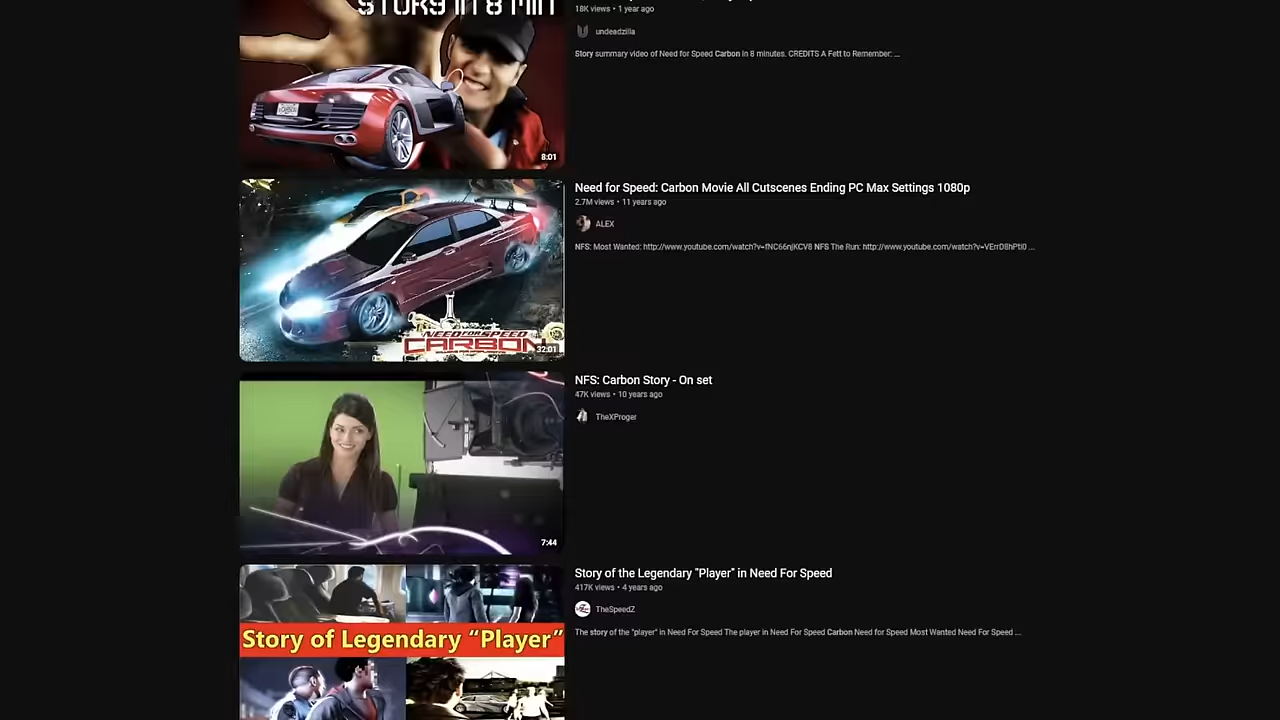 STORY IN 8 MIN
8:01
18K views • 1 year ago
undeadzilla
Story summary video of Need for Speed Carbon in 8 minutes. CREDITS A Fett to Remember: ...
NEED FOR SPEED
CARBON
32:01
Need for Speed: Carbon Movie All Cutscenes Ending PC Max Settings 1080p
2.7M views • 11 years ago
ALEX
NFS: Most Wanted: http://www.youtube.com/watch?v=fNC66njKCV8 NFS The Run: http://www.youtube.com/watch?v=VErrD8hPtI0 ...
7:44
NFS: Carbon Story - On set
47K views • 10 years ago
TheXProger
Story of Legendary “Player”
Story of the Legendary "Player" in Need For Speed
417K views • 4 years ago
TheSpeedZ
The story of the "player" in Need For Speed The player in Need For Speed Carbon Need for Speed Most Wanted Need For Speed ...